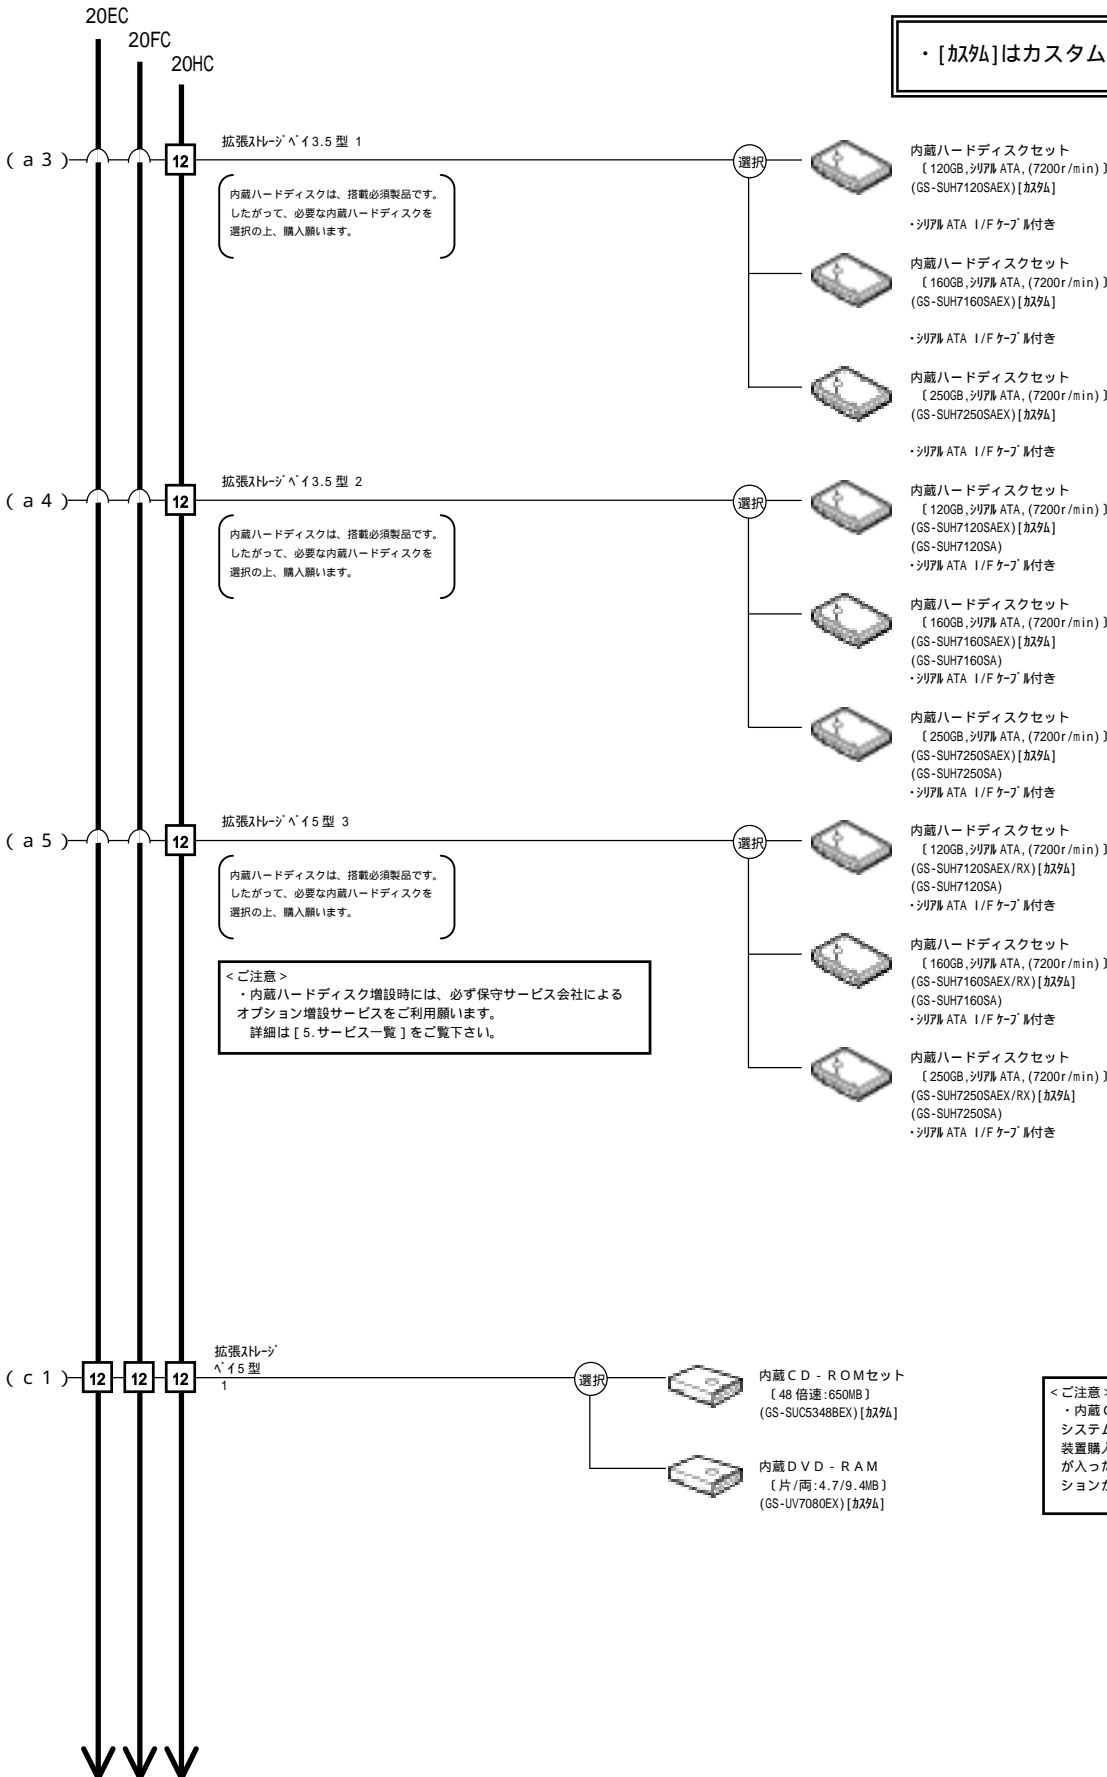 20EC
20FC
20HC
・[ｶｽﾀﾑ]はカスタム
(a3)
12
拡張ｽﾄﾚｰｼﾞﾍﾞｲ3.5型 1
内蔵ハードディスクは、搭載必須製品です。
したがって、必要な内蔵ハードディスクを
選択の上、購入願います。
選択
内蔵ハードディスクセット
〔120GB,ｼﾘｱﾙATA,(7200r/min)〕
(GS-SUH7120SAEX)[ｶｽﾀﾑ]
・ｼﾘｱﾙATA I/Fｹｰﾌﾞﾙ付き
内蔵ハードディスクセット
〔160GB,ｼﾘｱﾙATA,(7200r/min)〕
(GS-SUH7160SAEX)[ｶｽﾀﾑ]
・ｼﾘｱﾙATA I/Fｹｰﾌﾞﾙ付き
内蔵ハードディスクセット
〔250GB,ｼﾘｱﾙATA,(7200r/min)〕
(GS-SUH7250SAEX)[ｶｽﾀﾑ]
・ｼﾘｱﾙATA I/Fｹｰﾌﾞﾙ付き
(a4)
12
拡張ｽﾄﾚｰｼﾞﾍﾞｲ3.5型 2
内蔵ハードディスクは、搭載必須製品です。
したがって、必要な内蔵ハードディスクを
選択の上、購入願います。
選択
内蔵ハードディスクセット
〔120GB,ｼﾘｱﾙATA,(7200r/min)〕
(GS-SUH7120SAEX)[ｶｽﾀﾑ]
(GS-SUH7120SA)
・ｼﾘｱﾙATA I/Fｹｰﾌﾞﾙ付き
内蔵ハードディスクセット
〔160GB,ｼﾘｱﾙATA,(7200r/min)〕
(GS-SUH7160SAEX)[ｶｽﾀﾑ]
(GS-SUH7160SA)
・ｼﾘｱﾙATA I/Fｹｰﾌﾞﾙ付き
内蔵ハードディスクセット
〔250GB,ｼﾘｱﾙATA,(7200r/min)〕
(GS-SUH7250SAEX)[ｶｽﾀﾑ]
(GS-SUH7250SA)
・ｼﾘｱﾙATA I/Fｹｰﾌﾞﾙ付き
(a5)
12
拡張ｽﾄﾚｰｼﾞﾍﾞｲ5型 3
内蔵ハードディスクは、搭載必須製品です。
したがって、必要な内蔵ハードディスクを
選択の上、購入願います。
<ご注意>
・内蔵ハードディスク増設時には、必ず保守サービス会社による
オプション増設サービスをご利用願います。
詳細は[5.サービス一覧]をご覧下さい。
選択
内蔵ハードディスクセット
〔120GB,ｼﾘｱﾙATA,(7200r/min)〕
(GS-SUH7120SAEX/RX)[ｶｽﾀﾑ]
(GS-SUH7120SA)
・ｼﾘｱﾙATA I/Fｹｰﾌﾞﾙ付き
内蔵ハードディスクセット
〔160GB,ｼﾘｱﾙATA,(7200r/min)〕
(GS-SUH7160SAEX/RX)[ｶｽﾀﾑ]
(GS-SUH7160SA)
・ｼﾘｱﾙATA I/Fｹｰﾌﾞﾙ付き
内蔵ハードディスクセット
〔250GB,ｼﾘｱﾙATA,(7200r/min)〕
(GS-SUH7250SAEX/RX)[ｶｽﾀﾑ]
(GS-SUH7250SA)
・ｼﾘｱﾙATA I/Fｹｰﾌﾞﾙ付き
(c1)
12
12
12
拡張ｽﾄﾚｰｼﾞ
ﾍﾞｲ5型
1
選択
内蔵CD-ROMセット
〔48倍速:650MB〕
(GS-SUC5348BEX)[ｶｽﾀﾑ]
内蔵DVD-RAM
〔片/両:4.7/9.4MB〕
(GS-UV7080EX)[ｶｽﾀﾑ]
<ご注意>
・内蔵C
システム
装置購入
が入った
ションが